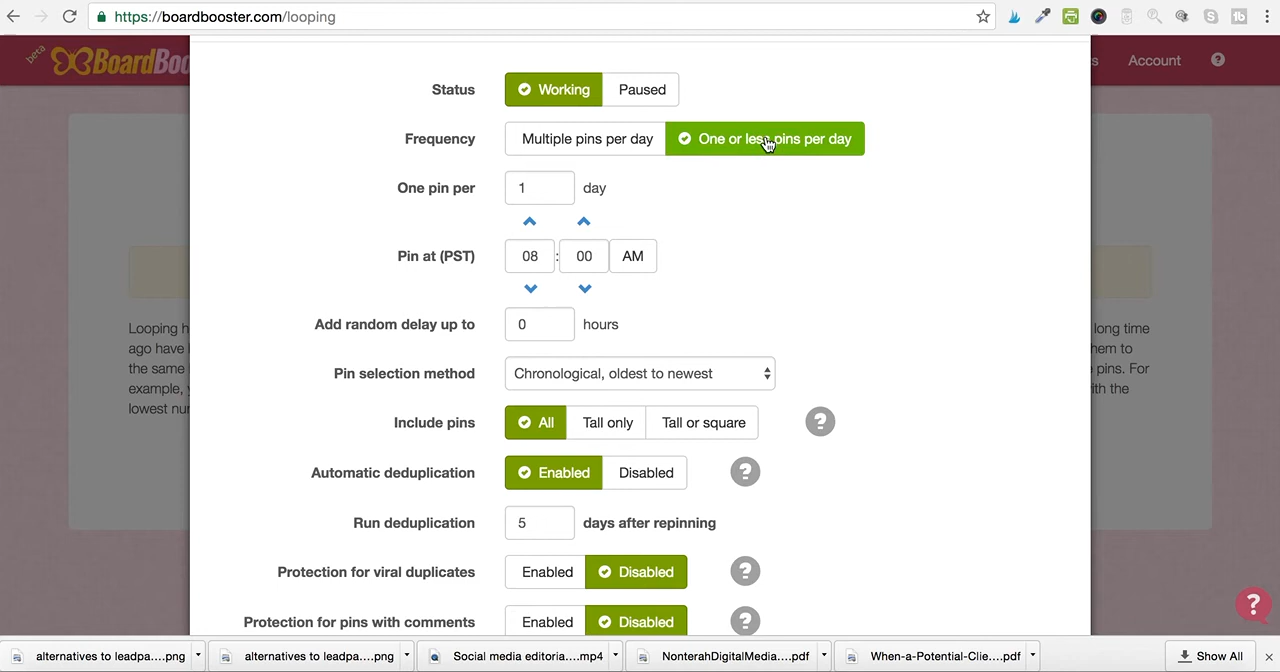 https://boardbooster.com/looping
beta
BoardBoo
s Account ?
Status Working Paused
Frequency Multiple pins per day One or less pins per day
One pin per 1 day
Pin at (PST) 08 : 00 AM
Add random delay up to 0 hours
Pin selection method Chronological, oldest to newest
Include pins All Tall only Tall or square ?
Automatic deduplication Enabled Disabled ?
Run deduplication 5 days after repinning
Protection for viral duplicates Enabled Disabled ?
Protection for pins with comments Enabled Disabled ?
Looping h
ago have
the same
example,
lowest nu
long time
hem to
pins. For
ith the
?
alternatives to leadpa....png
alternatives to leadpa....png
Social media editoria....mp4
NonterahDigitalMedia....pdf
When-a-Potential-Clie....pdf
Show All